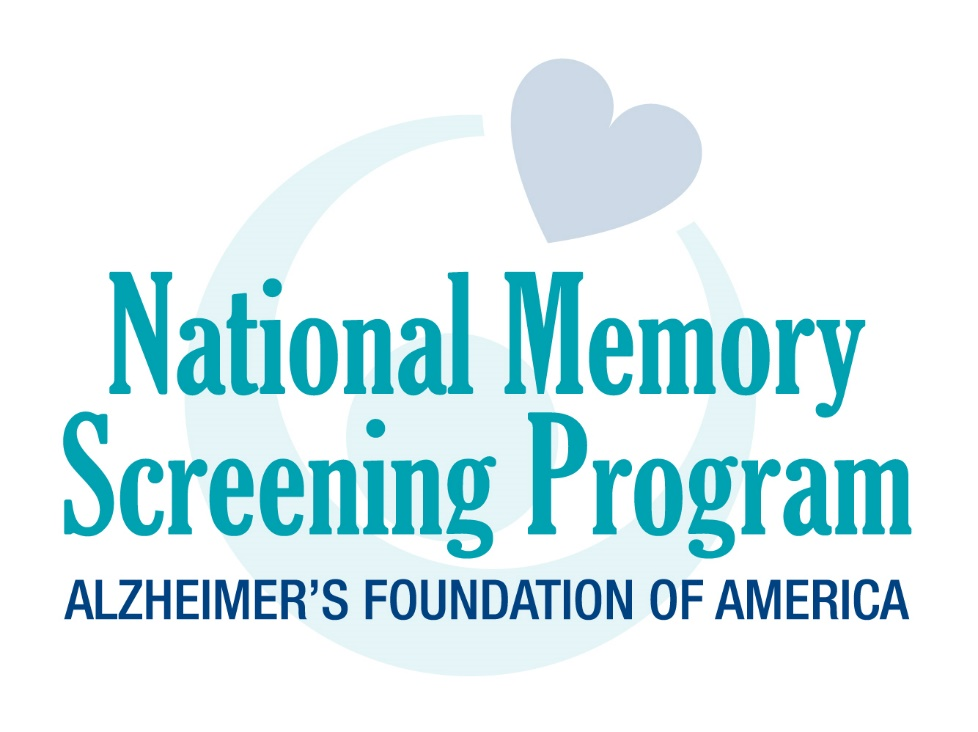 National Memory
Screening Program
ALZHEIMER’S FOUNDATION OF AMERICA